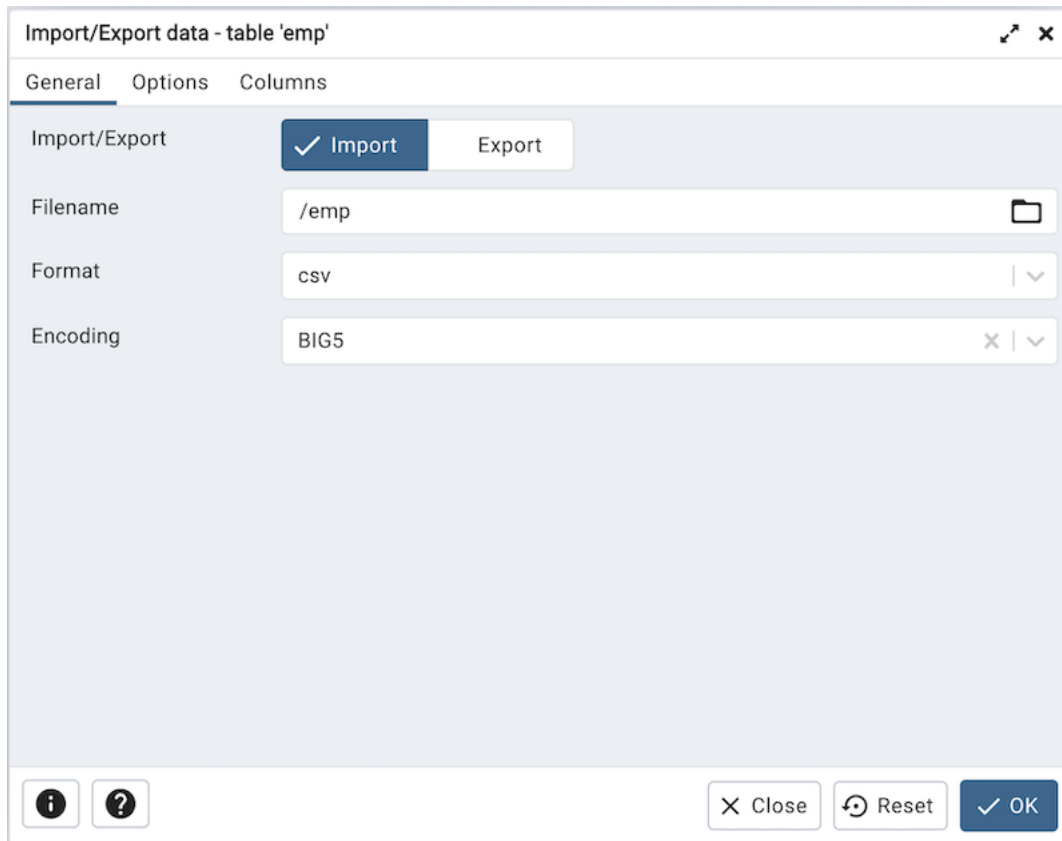 Import/Export data - table 'emp'
General Options Columns
Import/Export Import Export
Filename /emp
Format csv
Encoding BIG5
Close Reset OK